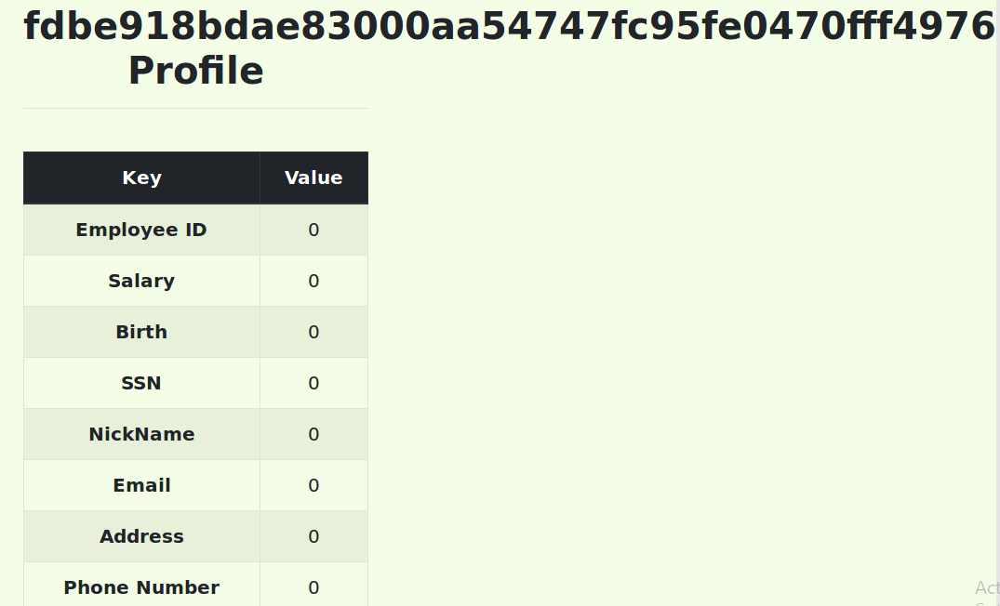 fdbe918bdae83000aa54747fc95fe0470fff4976
Profile
Key Value
Employee ID 0
Salary 0
Birth 0
SSN 0
NickName 0
Email 0
Address 0
Phone Number 0
Act